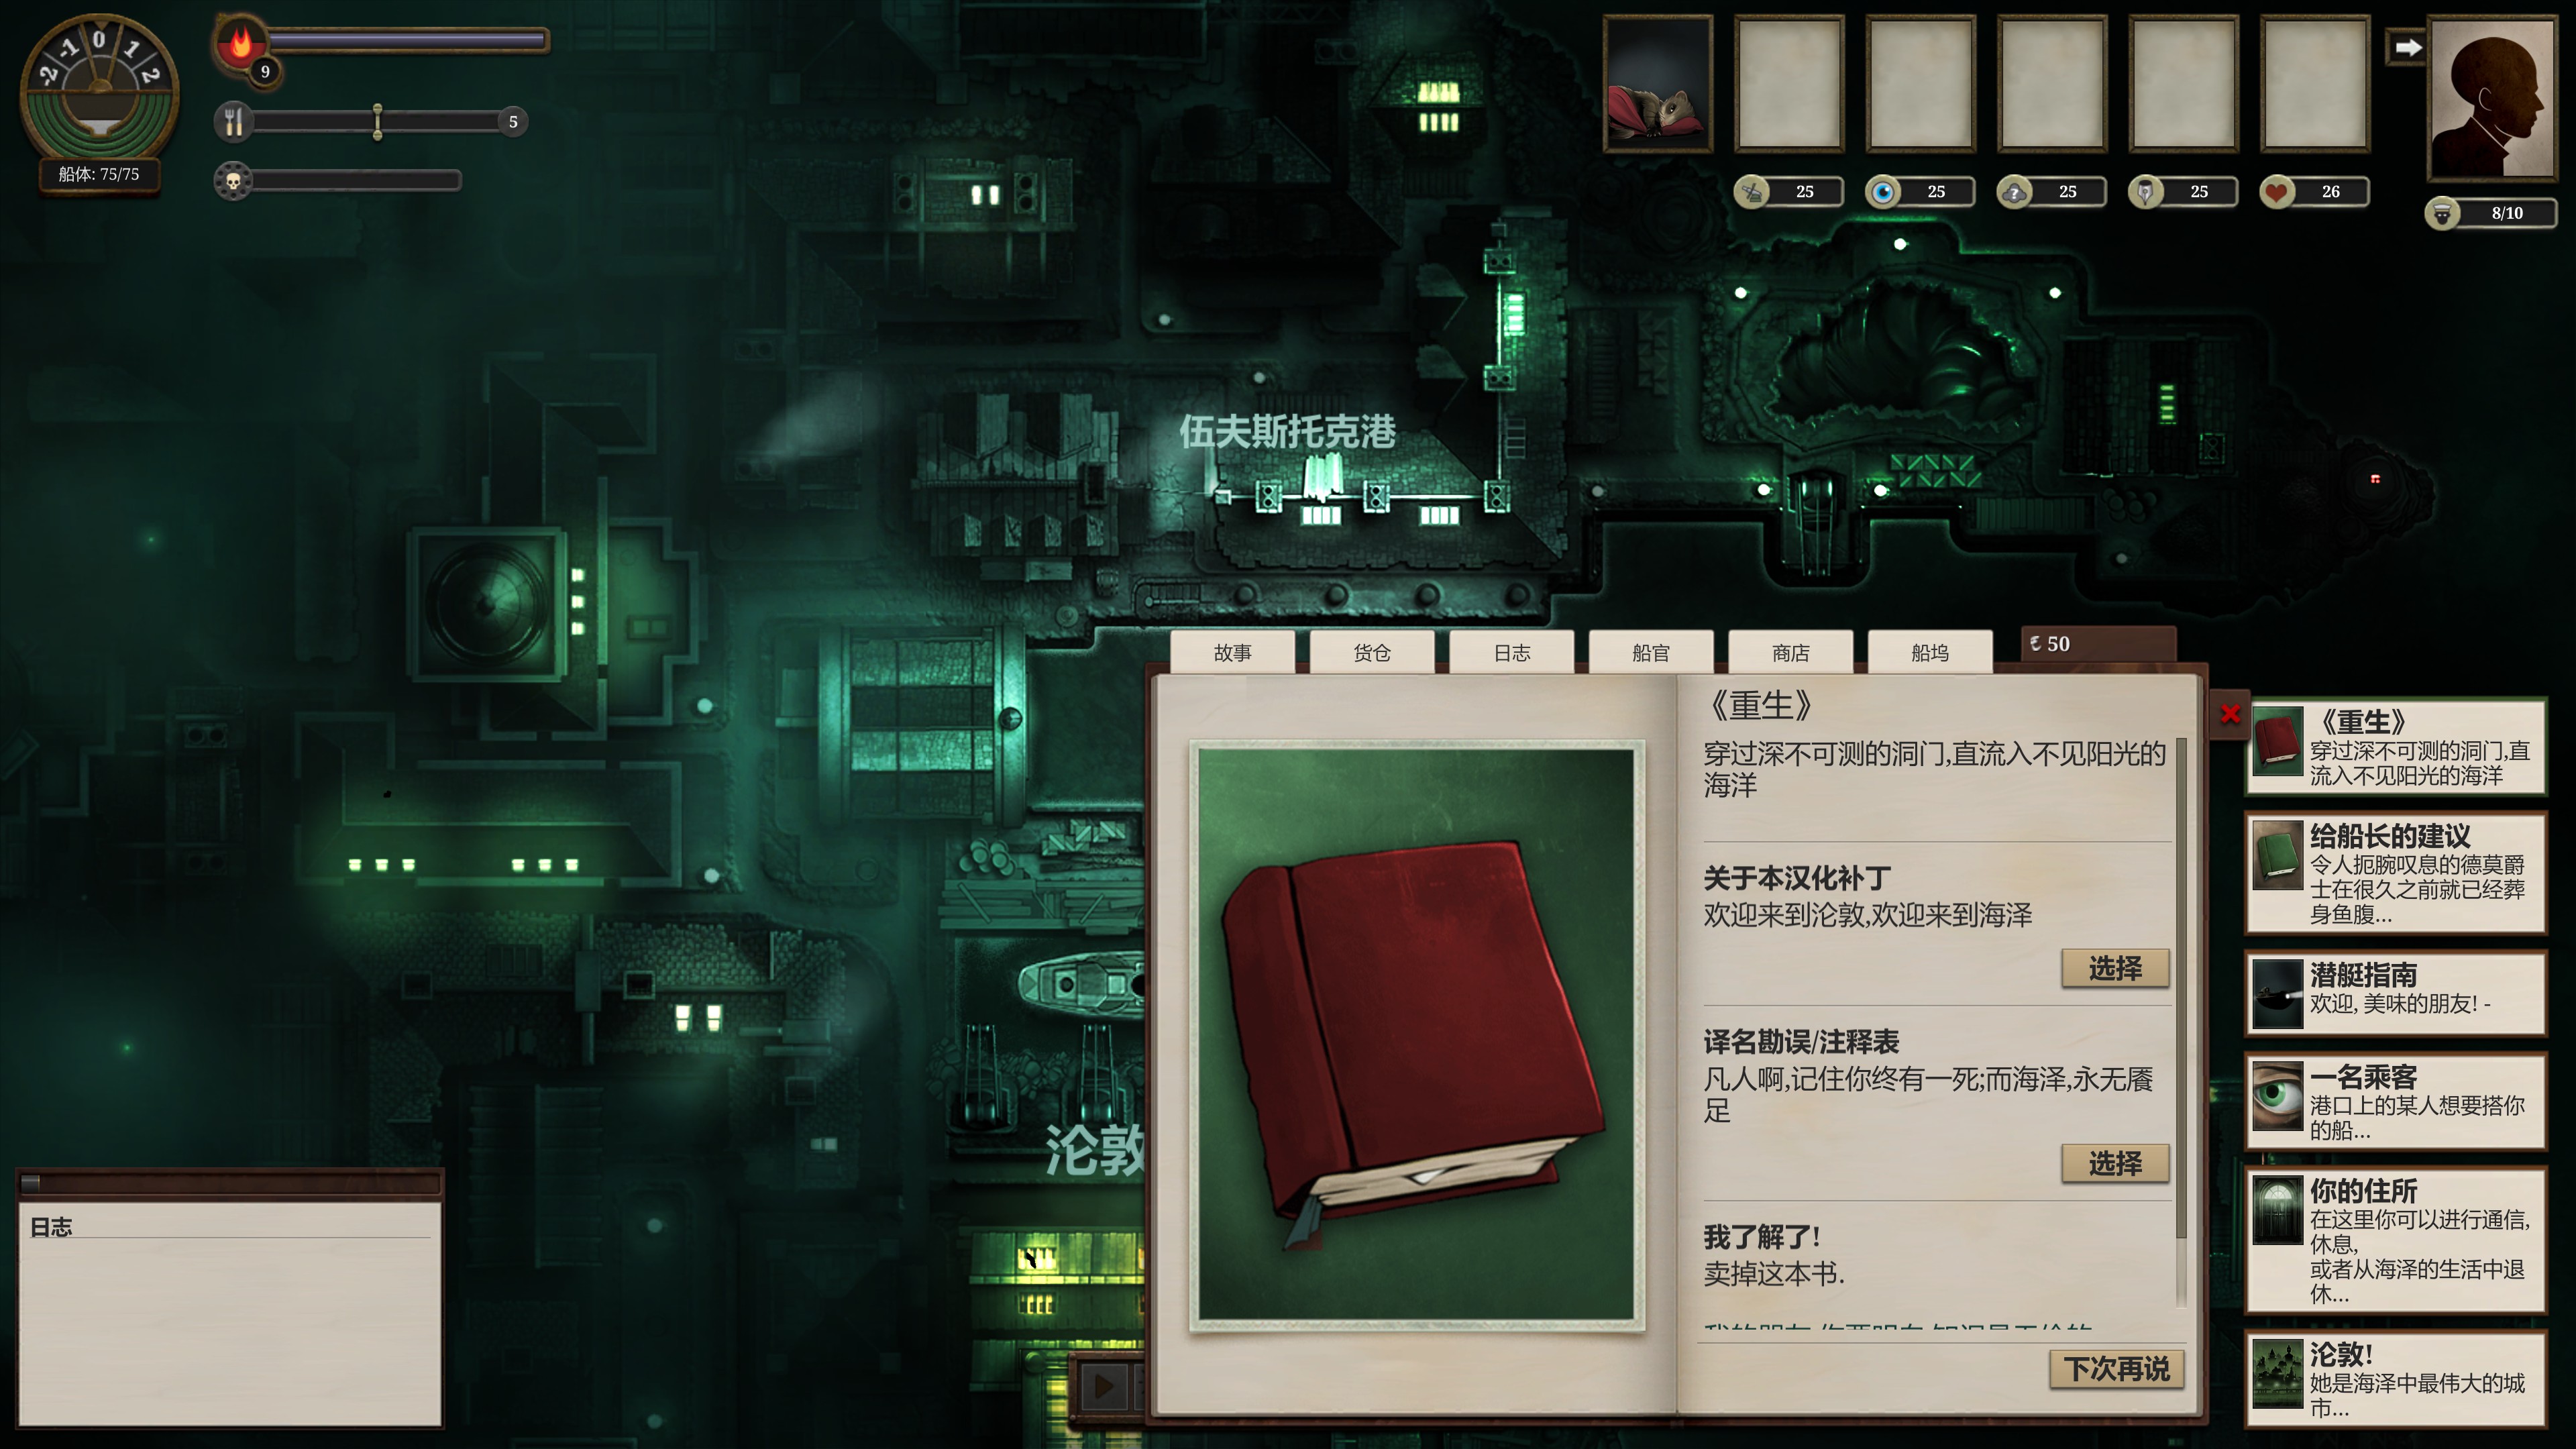 -2 -1 0 1 2
9
5
船体: 75/75
25
25
25
25
26
8/10
伍夫斯托克港
沦敦
故事
货仓
日志
船官
商店
船坞
50
《重生》
穿过深不可测的洞门,直流入不见阳光的
海洋
关于本汉化补丁
欢迎来到沦敦,欢迎来到海泽
选择
译名勘误/注释表
凡人啊,记住你终有一死;而海泽,永无餍
足
选择
我了解了!
卖掉这本书.
下次再说
《重生》
穿过深不可测的洞门,直
流入不见阳光的海洋
给船长的建议
令人扼腕叹息的德莫爵
士在很久之前就已经葬
身鱼腹...
潜艇指南
欢迎, 美味的朋友! -
一名乘客
港口上的某人想要搭你
的船...
你的住所
在这里你可以进行通信,
休息,
或者从海泽的生活中退
休...
沦敦!
她是海泽中最伟大的城
市...
日志